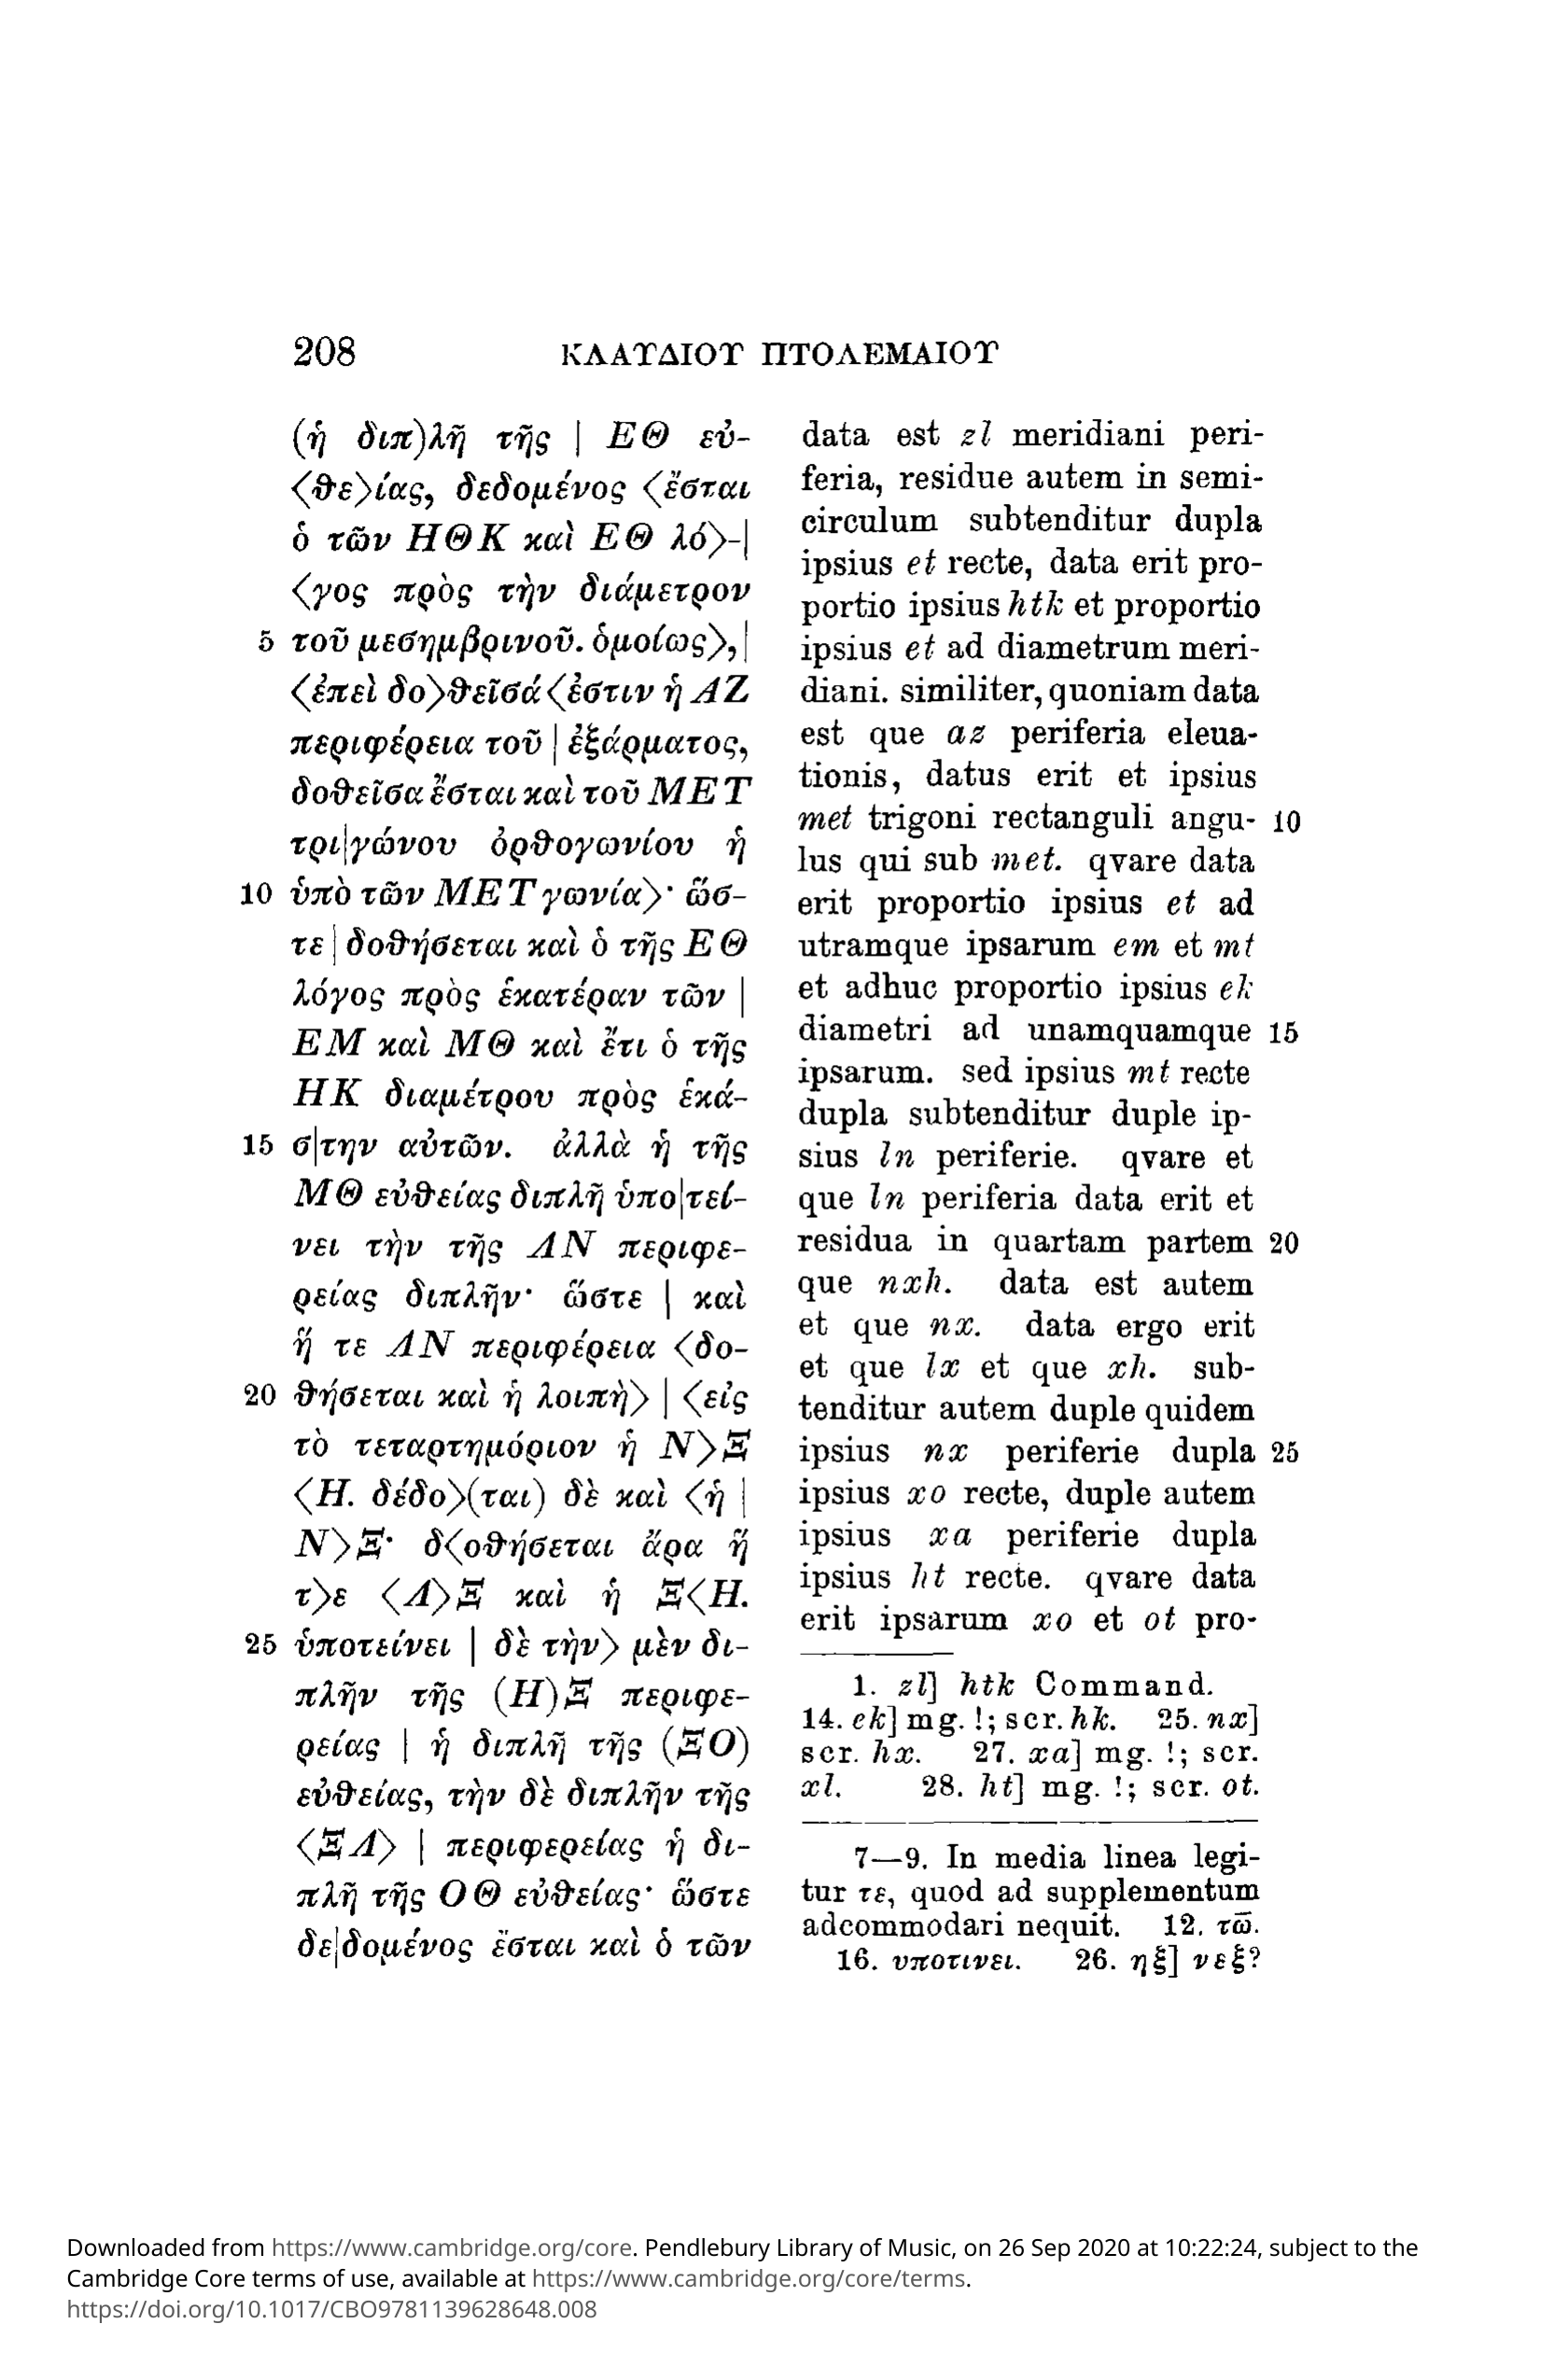 208 ΚΛΑΥΔΙΟΥ ΠΤΟΛΕΜΑΙΟΥ
(ἡ διπ)λῆ τῆς | ΕΘ εὐ-
〈θε〉ίας, δεδομένος 〈ἔσται
ὁ τῶν ΗΘΚ καὶ ΕΘ λό〉-|
〈γος πρὸς τὴν διάμετρον
5 τοῦ μεσημβρινοῦ. ὁμοίως〉,|
〈ἐπεὶ δο〉θεῖσά〈ἐστιν ἡ ΑΖ
περιφέρεια τοῦ | ἐξάρματος,
δοθεῖσα ἔσται καὶ τοῦ ΜΕΤ
τρι|γώνου ὀρθογωνίου ἡ
10 ὑπὸ τῶν ΜΕΤ γωνία〉· ὥσ-
τε | δοθήσεται καὶ ὁ τῆς ΕΘ
λόγος πρὸς ἑκατέραν τῶν |
ΕΜ καὶ ΜΘ καὶ ἔτι ὁ τῆς
ΗΚ διαμέτρου πρὸς ἑκά-
15 σ|την αὐτῶν. ἀλλὰ ἡ τῆς
ΜΘ εὐθείας διπλῆ ὑπο|τεί-
νει τὴν τῆς ΛΝ περιφε-
ρείας διπλῆν· ὥστε | καὶ
ἥ τε ΛΝ περιφέρεια 〈δο-
20 θήσεται καὶ ἡ λοιπὴ〉 | 〈εἰς
τὸ τεταρτημόριον ἡ Ν〉Ξ
〈Η. δέδο〉(ται) δὲ καὶ 〈ἡ |
Ν〉Ξ· δ〈οθήσεται ἄρα ἥ
τ〉ε 〈Λ〉Ξ καὶ ἡ Ξ〈Η.
25 ὑποτείνει | δὲ τὴν〉 μὲν δι-
πλῆν τῆς (Η)Ξ περιφε-
ρείας | ἡ διπλῆ τῆς (ΞΟ)
εὐθείας, τὴν δὲ διπλῆν τῆς
〈ΞΛ〉 | περιφερείας ἡ δι-
πλῆ τῆς ΟΘ εὐθείας· ὥστε
δε|δομένος ἔσται καὶ ὁ τῶν
data est zl meridiani peri-
feria, residue autem in semi-
circulum subtenditur dupla
ipsius et recte, data erit pro-
portio ipsius htk et proportio
ipsius et ad diametrum meri-
diani. similiter, quoniam data
est que az periferia eleua-
tionis, datus erit et ipsius
met trigoni rectanguli angu- 10
lus qui sub met. qvare data
erit proportio ipsius et ad
utramque ipsarum em et mt
et adhuc proportio ipsius ek
diametri ad unamquamque 15
ipsarum. sed ipsius mt recte
dupla subtenditur duple ip-
sius ln periferie. qvare et
que ln periferia data erit et
residua in quartam partem 20
que nxh. data est autem
et que nx. data ergo erit
et que lx et que xh. sub-
tenditur autem duple quidem
ipsius nx periferie dupla 25
ipsius xo recte, duple autem
ipsius xa periferie dupla
ipsius ht recte. qvare data
erit ipsarum xo et ot pro-
1. zl] htk Command.
14. ek] mg. !; scr. hk. 25. nx]
scr. hx. 27. xa] mg. !; scr.
xl. 28. ht] mg. !; scr. ot.
7—9. In media linea legi-
tur τε, quod ad supplementum
adcommodari nequit. 12. τῶ̄.
16. υποτινει. 26. ηξ] νεξ?
Downloaded from https://www.cambridge.org/core. Pendlebury Library of Music, on 26 Sep 2020 at 10:22:24, subject to the
Cambridge Core terms of use, available at https://www.cambridge.org/core/terms.
https://doi.org/10.1017/CBO9781139628648.008